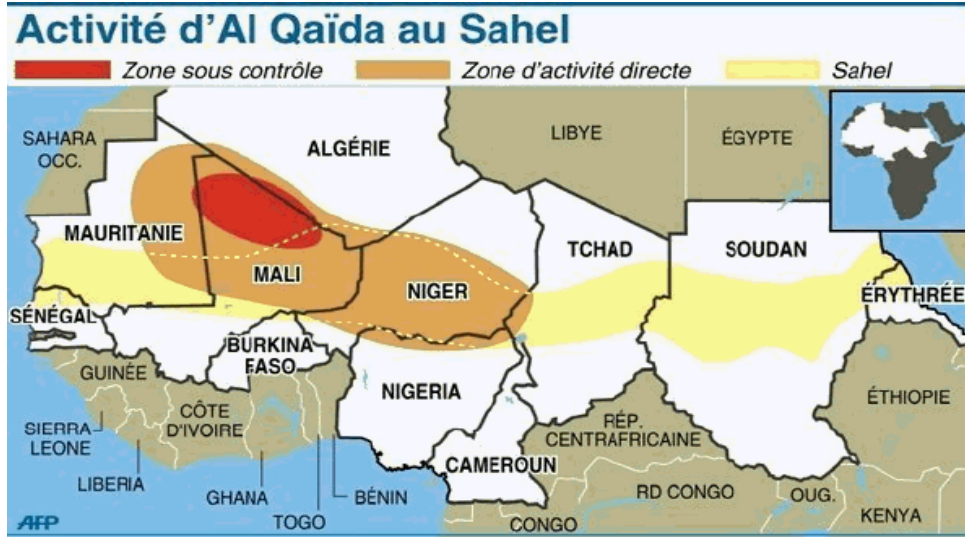 Activité d'Al Qaïda au Sahel
Zone sous contrôle
Zone d'activité directe
Sahel
SAHARA
OCC.
ALGÉRIE
LIBYE
ÉGYPTE
MAURITANIE
MALI
NIGER
TCHAD
SOUDAN
ÉRYTHRÉE
SÉNÉGAL
BURKINA
FASO
GUINÉE
NIGERIA
ÉTHIOPIE
CÔTE
D'IVOIRE
SIERRA
LEONE
RÉP.
CENTRAFRICAINE
CAMEROUN
LIBERIA
GHANA
TOGO
BÉNIN
RD CONGO
OUG.
CONGO
KENYA
AFP